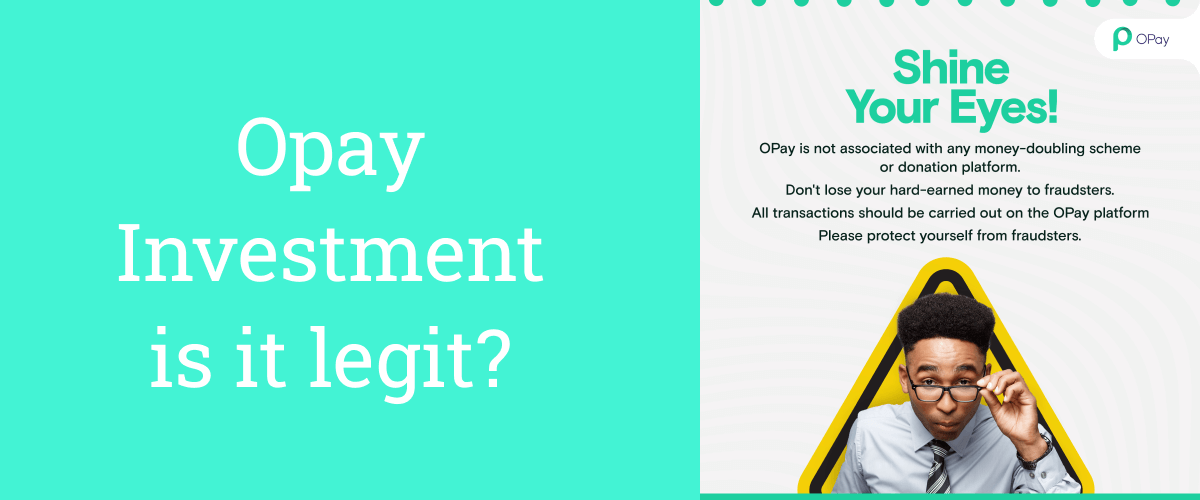 Opay
Investment
is it legit?
OPay
Shine
Your Eyes!
OPay is not associated with any money-doubling scheme
or donation platform.
Don't lose your hard-earned money to fraudsters.
All transactions should be carried out on the OPay platform
Please protect yourself from fraudsters.